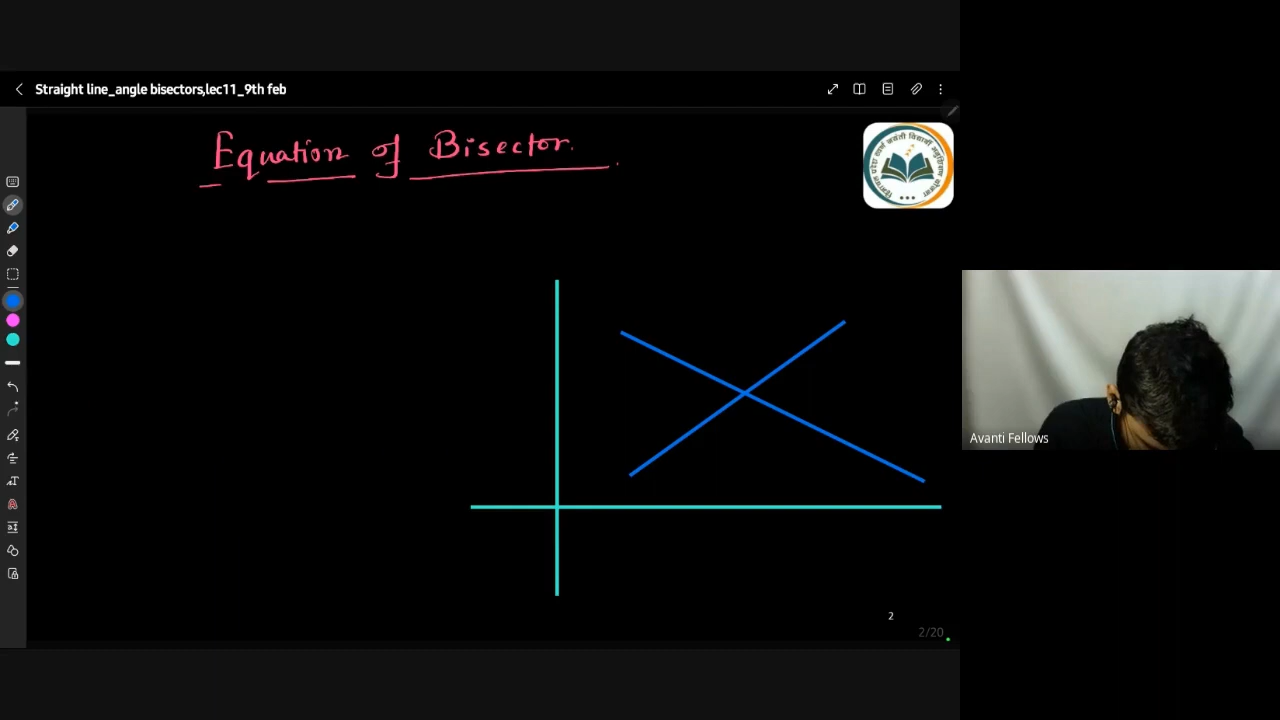 Straight line_angle bisectors,lec11_9th feb
Equation of Bisector.
Avanti Fellows
2
2/20